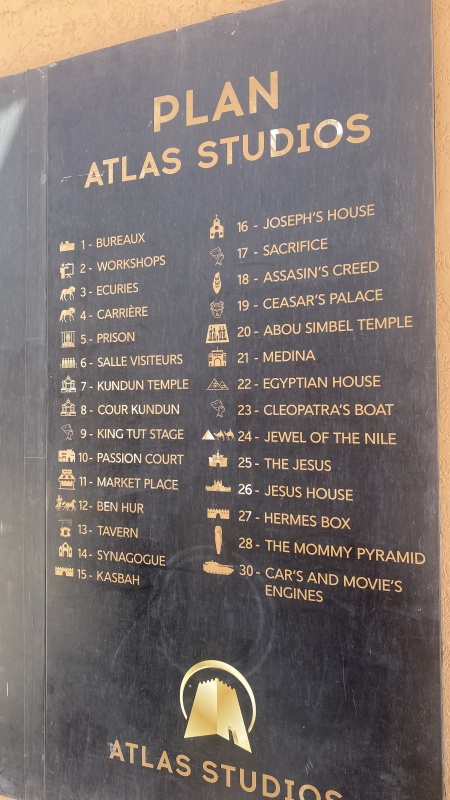 PLAN
ATLAS STUDIOS
1 - BUREAUX
2 - WORKSHOPS
3 - ECURIES
4 - CARRIÈRE
5 - PRISON
6 - SALLE VISITEURS
7 - KUNDUN TEMPLE
8 - COUR KUNDUN
9 - KING TUT STAGE
10 - PASSION COURT
11 - MARKET PLACE
12 - BEN HUR
13 - TAVERN
14 - SYNAGOGUE
15 - KASBAH
16 - JOSEPH'S HOUSE
17 - SACRIFICE
18 - ASSASIN'S CREED
19 - CEASAR'S PALACE
20 - ABOU SIMBEL TEMPLE
21 - MEDINA
22 - EGYPTIAN HOUSE
23 - CLEOPATRA'S BOAT
24 - JEWEL OF THE NILE
25 - THE JESUS
26 - JESUS HOUSE
27 - HERMES BOX
28 - THE MOMMY PYRAMID
30 - CAR'S AND MOVIE'S
ENGINES
ATLAS STUDIOS